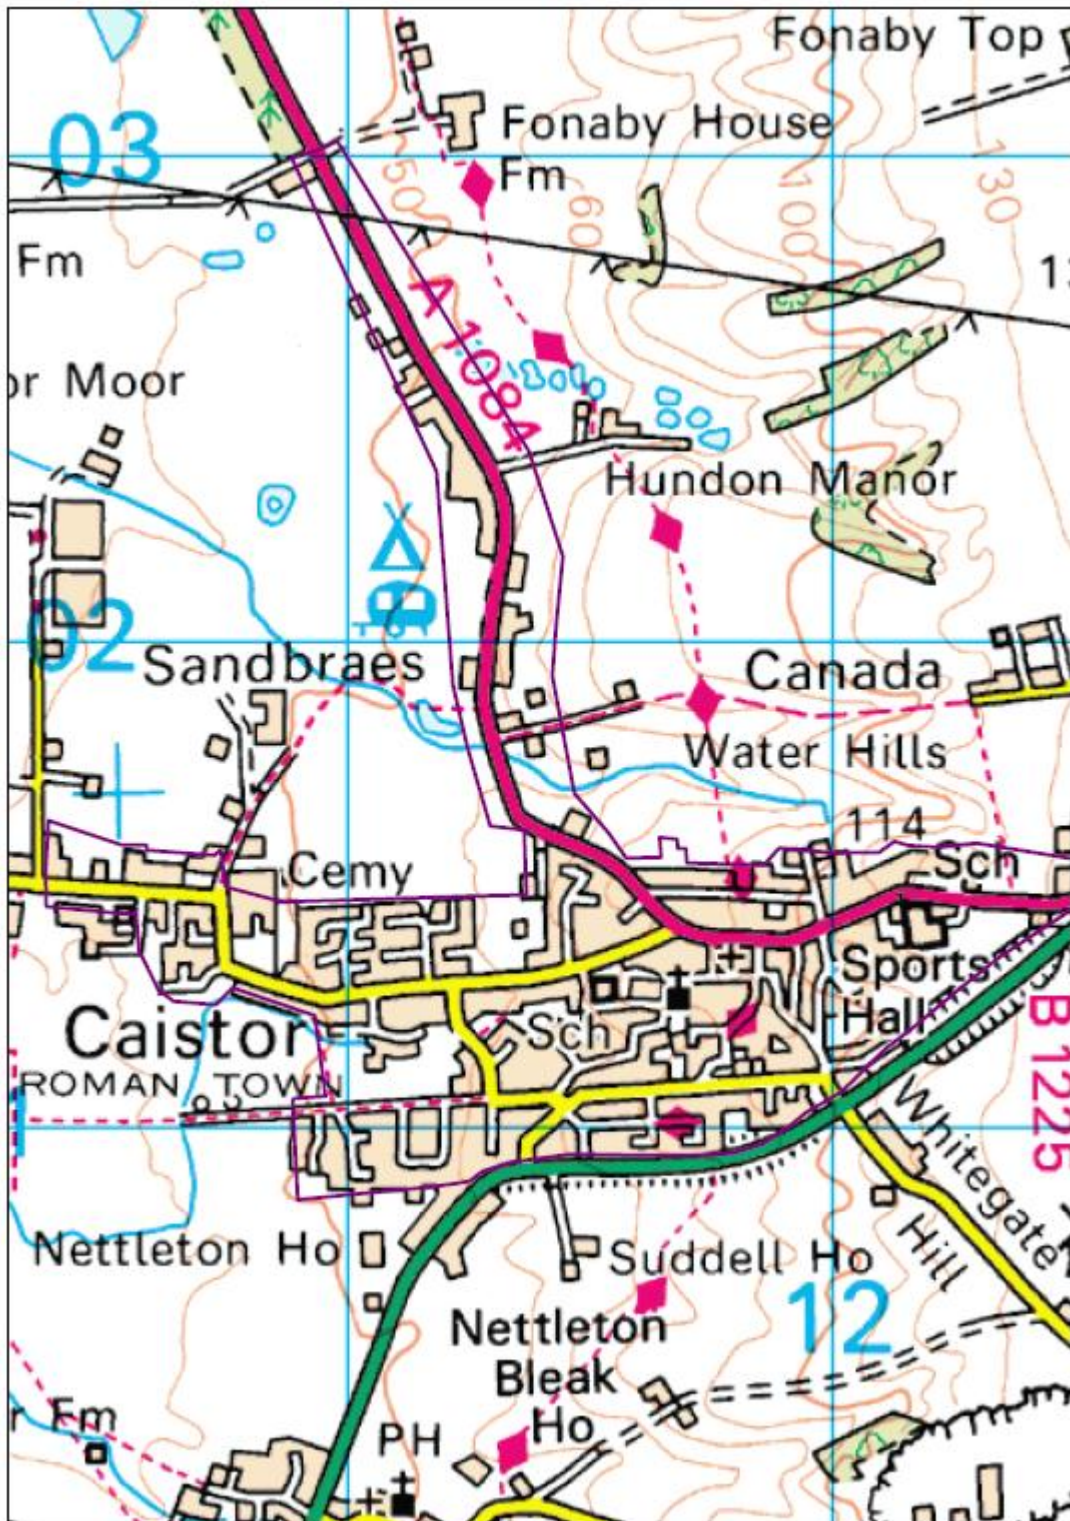 Fonaby Top
03
Fonaby House
Fm
50
60
100
130
Fm
A 1084
or Moor
Hundon Manor
02
Sandbraes
Canada
Water Hills
114
Cemy
Sch
Sports
Hall
Sch
Caistor
ROMAN TOWN
B 1225
Whitegate
Hill
Nettleton Ho
Suddell Ho
12
Nettleton
Bleak
Ho
r Fm
PH